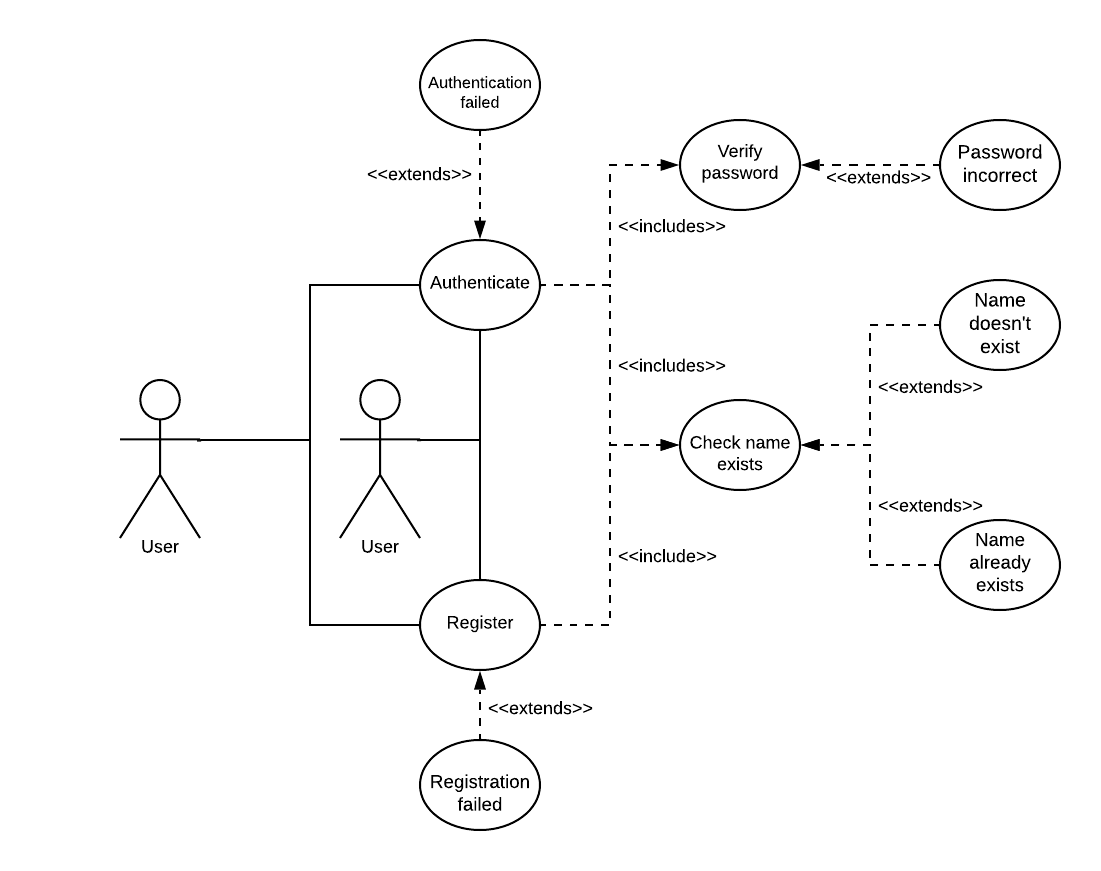 Authentication
failed
<<extends>>
Verify
password
Password
incorrect
<<extends>>
<<includes>>
Authenticate
Name
doesn't
exist
<<includes>>
<<extends>>
Check name
exists
<<extends>>
User
User
<<include>>
Name
already
exists
Register
<<extends>>
Registration
failed